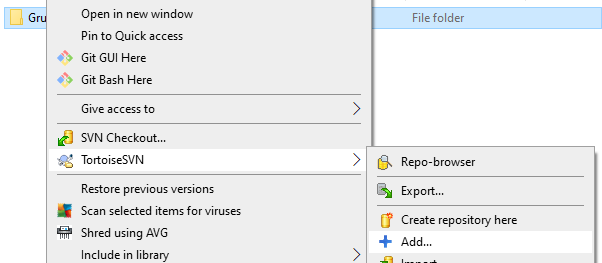 Open in new window
Gru
File folder
Pin to Quick access
Git GUI Here
Git Bash Here
Give access to
SVN Checkout...
TortoiseSVN
Repo-browser
Restore previous versions
Export...
Scan selected items for viruses
Create repository here
Shred using AVG
Add...
Include in library
Import